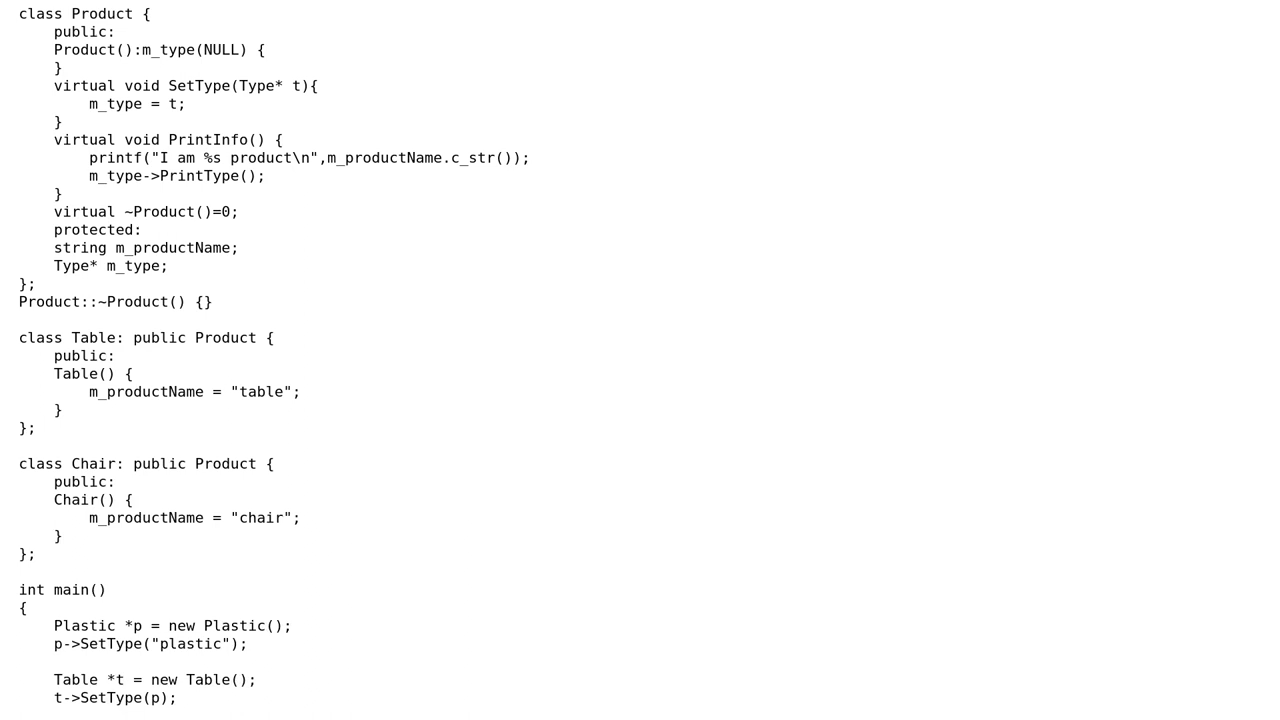 class Product {
    public:
    Product():m_type(NULL) {
    }
    virtual void SetType(Type* t){
        m_type = t;
    }
    virtual void PrintInfo() {
        printf("I am %s product\n",m_productName.c_str());
        m_type->PrintType();
    }
    virtual ~Product()=0;
    protected:
    string m_productName;
    Type* m_type;
};
Product::~Product() {}

class Table: public Product {
    public:
    Table() {
        m_productName = "table";
    }
};

class Chair: public Product {
    public:
    Chair() {
        m_productName = "chair";
    }
};

int main()
{
    Plastic *p = new Plastic();
    p->SetType("plastic");

    Table *t = new Table();
    t->SetType(p);